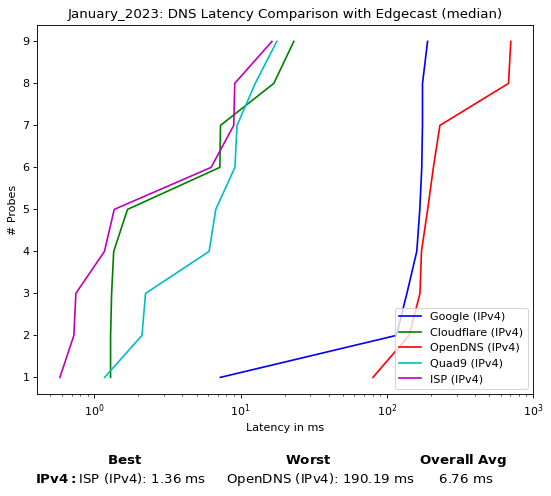 January_2023: DNS Latency Comparison with Edgecast (median)
# Probes
9
8
7
6
5
4
3
2
1
Google (IPv4)
Cloudflare (IPv4)
OpenDNS (IPv4)
Quad9 (IPv4)
ISP (IPv4)
10⁰ 10¹ 10² 10³
Latency in ms
Best Worst Overall Avg
IPv4: ISP (IPv4): 1.36 ms OpenDNS (IPv4): 190.19 ms 6.76 ms